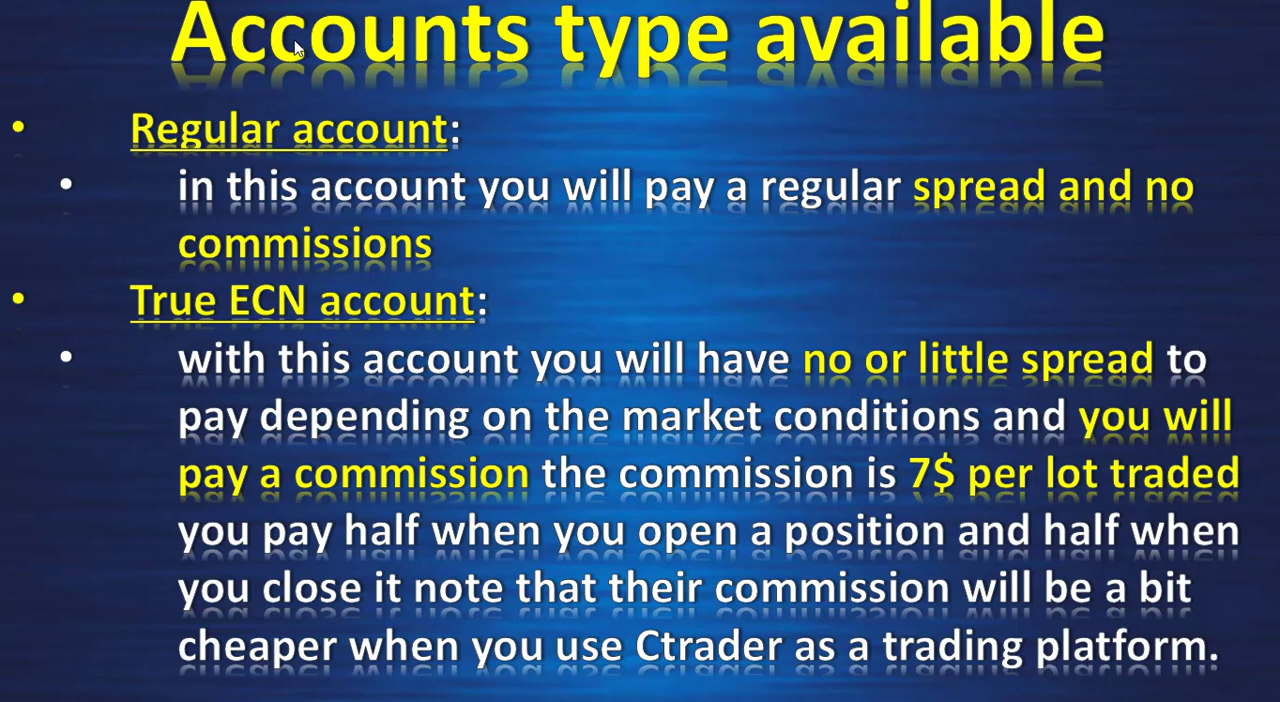 Accounts type available
• Regular account:
• in this account you will pay a regular spread and no
commissions
• True ECN account:
• with this account you will have no or little spread to
pay depending on the market conditions and you will
pay a commission the commission is 7$ per lot traded
you pay half when you open a position and half when
you close it note that their commission will be a bit
cheaper when you use Ctrader as a trading platform.